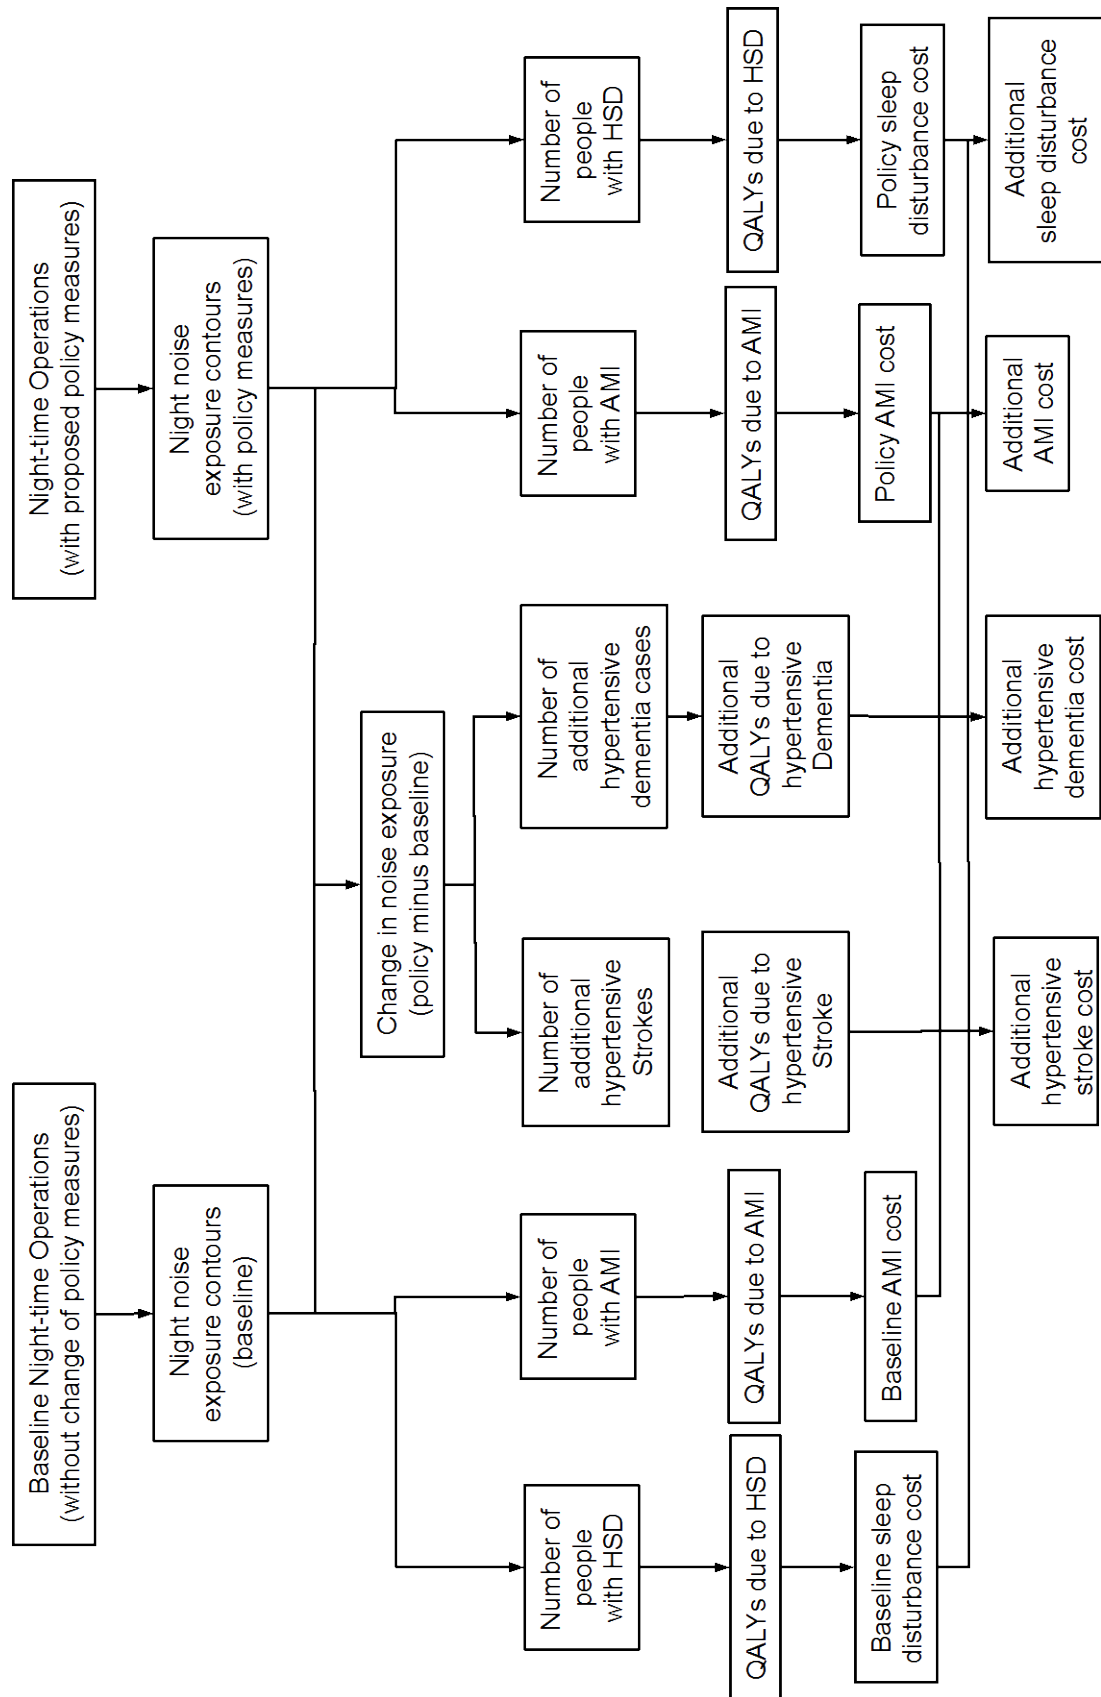 Baseline Night-time Operations
(without change of policy measures)
Night-time Operations
(with proposed policy measures)
Night noise
exposure contours
(baseline)
Night noise
exposure contours
(with policy measures)
Change in noise exposure
(policy minus baseline)
Number of
people
with HSD
Number of
people
with AMI
Number of
additional
hypertensive
Strokes
Number of
additional
hypertensive
dementia cases
Number of
people
with AMI
Number of
people
with HSD
QALYs due to HSD
QALYs due to AMI
Additional
QALYs due to
hypertensive
Stroke
Additional
QALYs due to
hypertensive
Dementia
QALYs due to AMI
QALYs due to HSD
Baseline sleep
disturbance cost
Baseline AMI cost
Policy AMI cost
Policy sleep
disturbance cost
Additional
hypertensive
stroke cost
Additional
hypertensive
dementia cost
Additional
AMI cost
Additional
sleep disturbance
cost